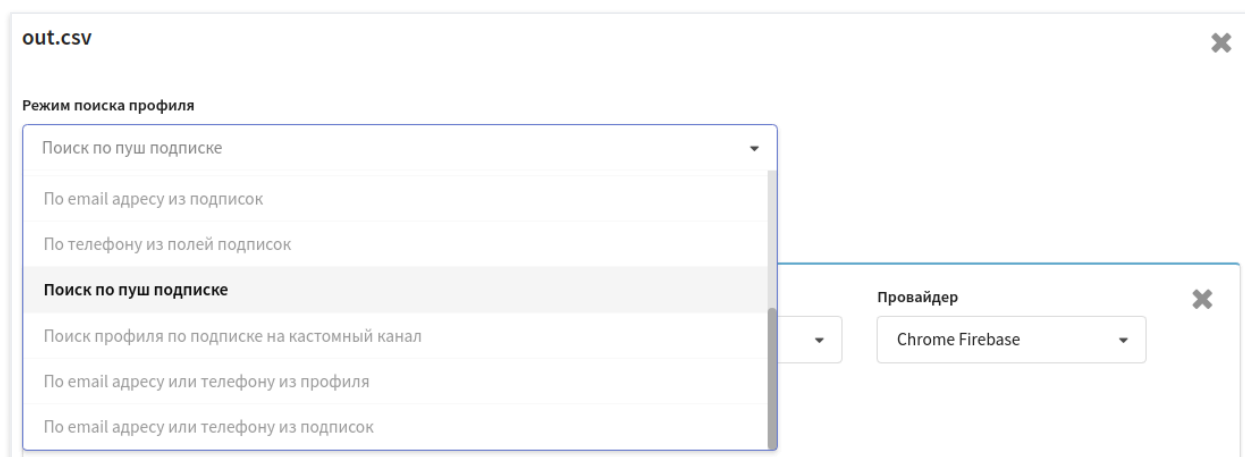 out.csv
Режим поиска профиля
Поиск по пуш подписке
По email адресу из подписок
По телефону из полей подписок
Поиск по пуш подписке
Поиск профиля по подписке на кастомный канал
По email адресу или телефону из профиля
По email адресу или телефону из подписок
Провайдер
Chrome Firebase